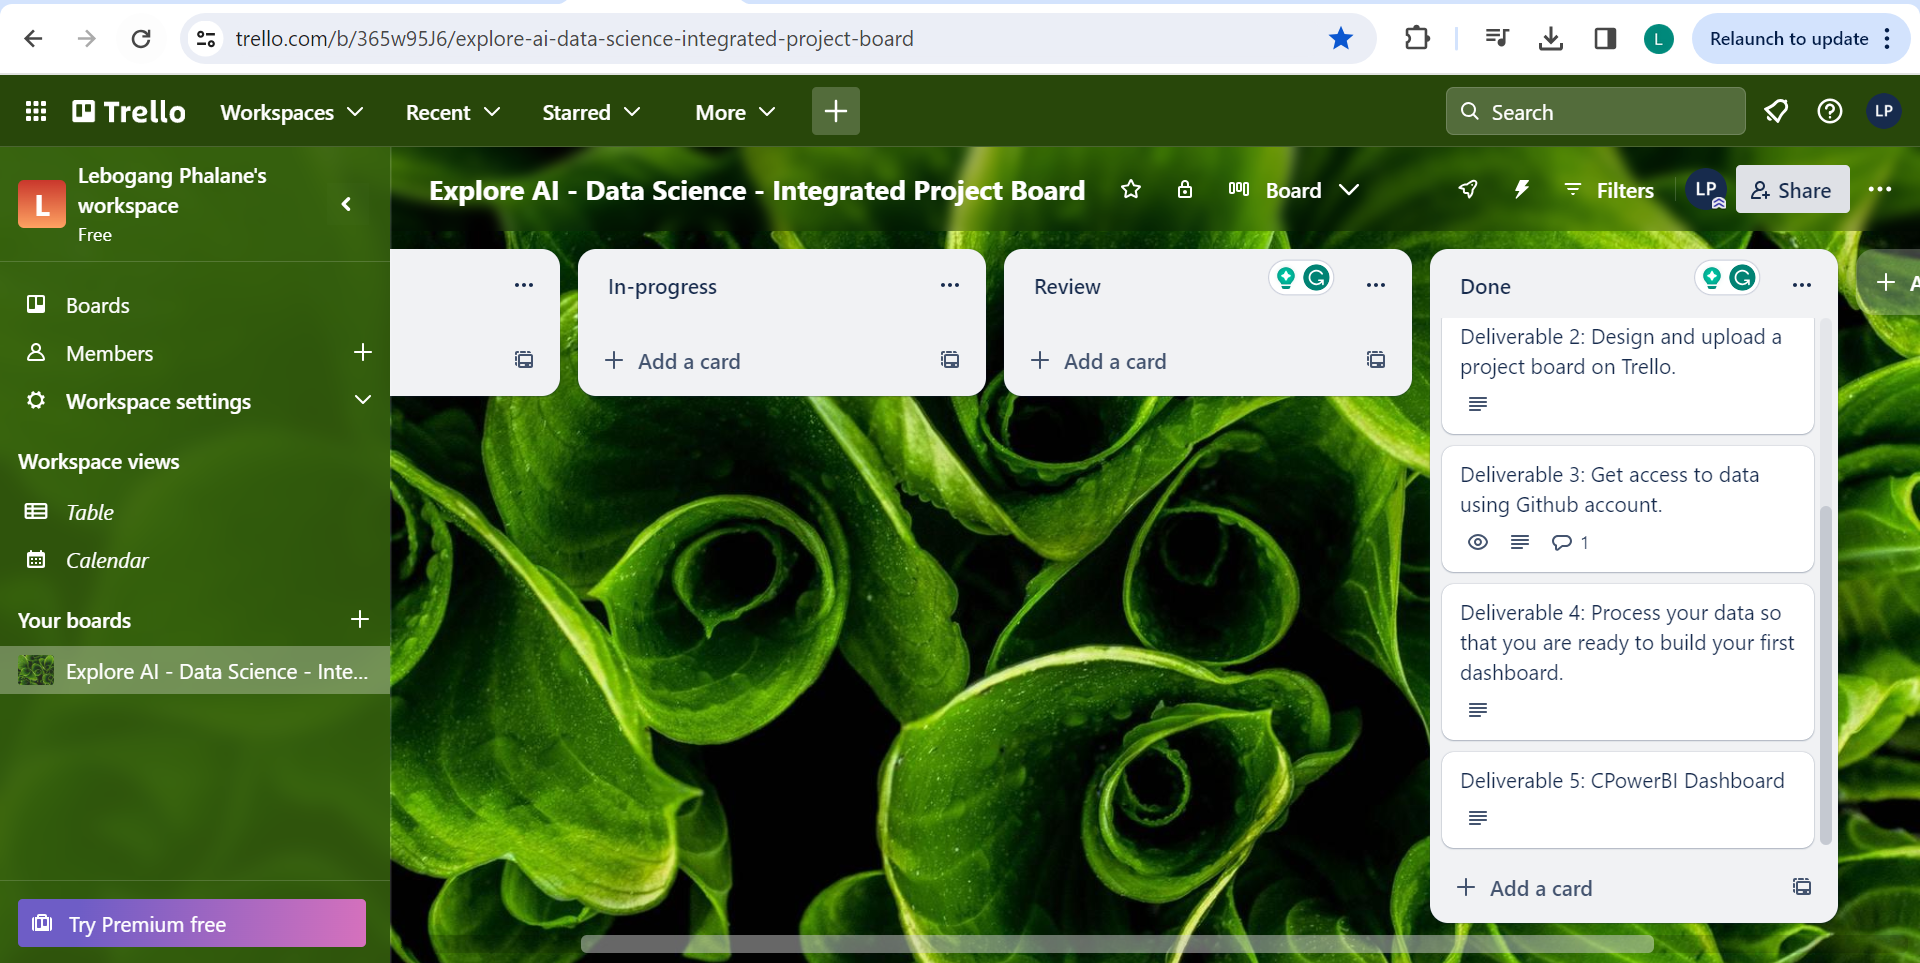 trello.com/b/365w95J6/explore-ai-data-science-integrated-project-board
L
Relaunch to update
Trello
Workspaces
Recent
Starred
More
Search
LP
L
Lebogang Phalane's
workspace
Free
Boards
Members
Workspace settings
Workspace views
Table
Calendar
Your boards
Explore AI - Data Science - Inte...
Try Premium free
Explore AI - Data Science - Integrated Project Board
Board
Filters
LP
Share
In-progress
Add a card
Review
Add a card
Done
Deliverable 2: Design and upload a
project board on Trello.
Deliverable 3: Get access to data
using Github account.
1
Deliverable 4: Process your data so
that you are ready to build your first
dashboard.
Deliverable 5: CPowerBI Dashboard
Add a card